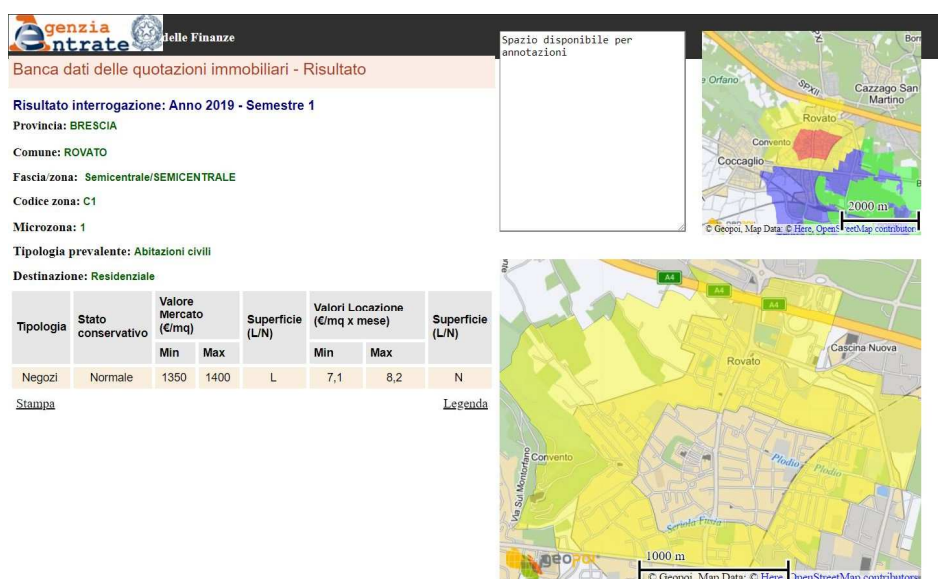 genzia
ntrate
delle Finanze
Banca dati delle quotazioni immobiliari - Risultato
Risultato interrogazione: Anno 2019 - Semestre 1
Provincia: BRESCIA
Comune: ROVATO
Fascia/zona: Semicentrale/SEMICENTRALE
Codice zona: C1
Microzona: 1
Tipologia prevalente: Abitazioni civili
Destinazione: Residenziale
Tipologia Stato conservativo Valore Mercato (€/mq) Superficie (L/N) Valori Locazione (€/mq x mese) Superficie (L/N)
Min Max Min Max
Negozi Normale 1350 1400 L 7,1 8,2 N
Stampa Legenda
Spazio disponibile per
annotazioni
Born
e Orfano
SPXII
Cazzago San
Martino
Rovato
Convento
Coccaglio
2000 m
© Geopoi, Map Data: © Here, OpenStreetMap contributors
A4
A4
A4
Cascina Nuova
Rovato
Convento
Via Sul Montorfano
Plodio
Plodio
Seriola Fusia
geopoi
1000 m
© Geopoi, Map Data: © Here, OpenStreetMap contributors